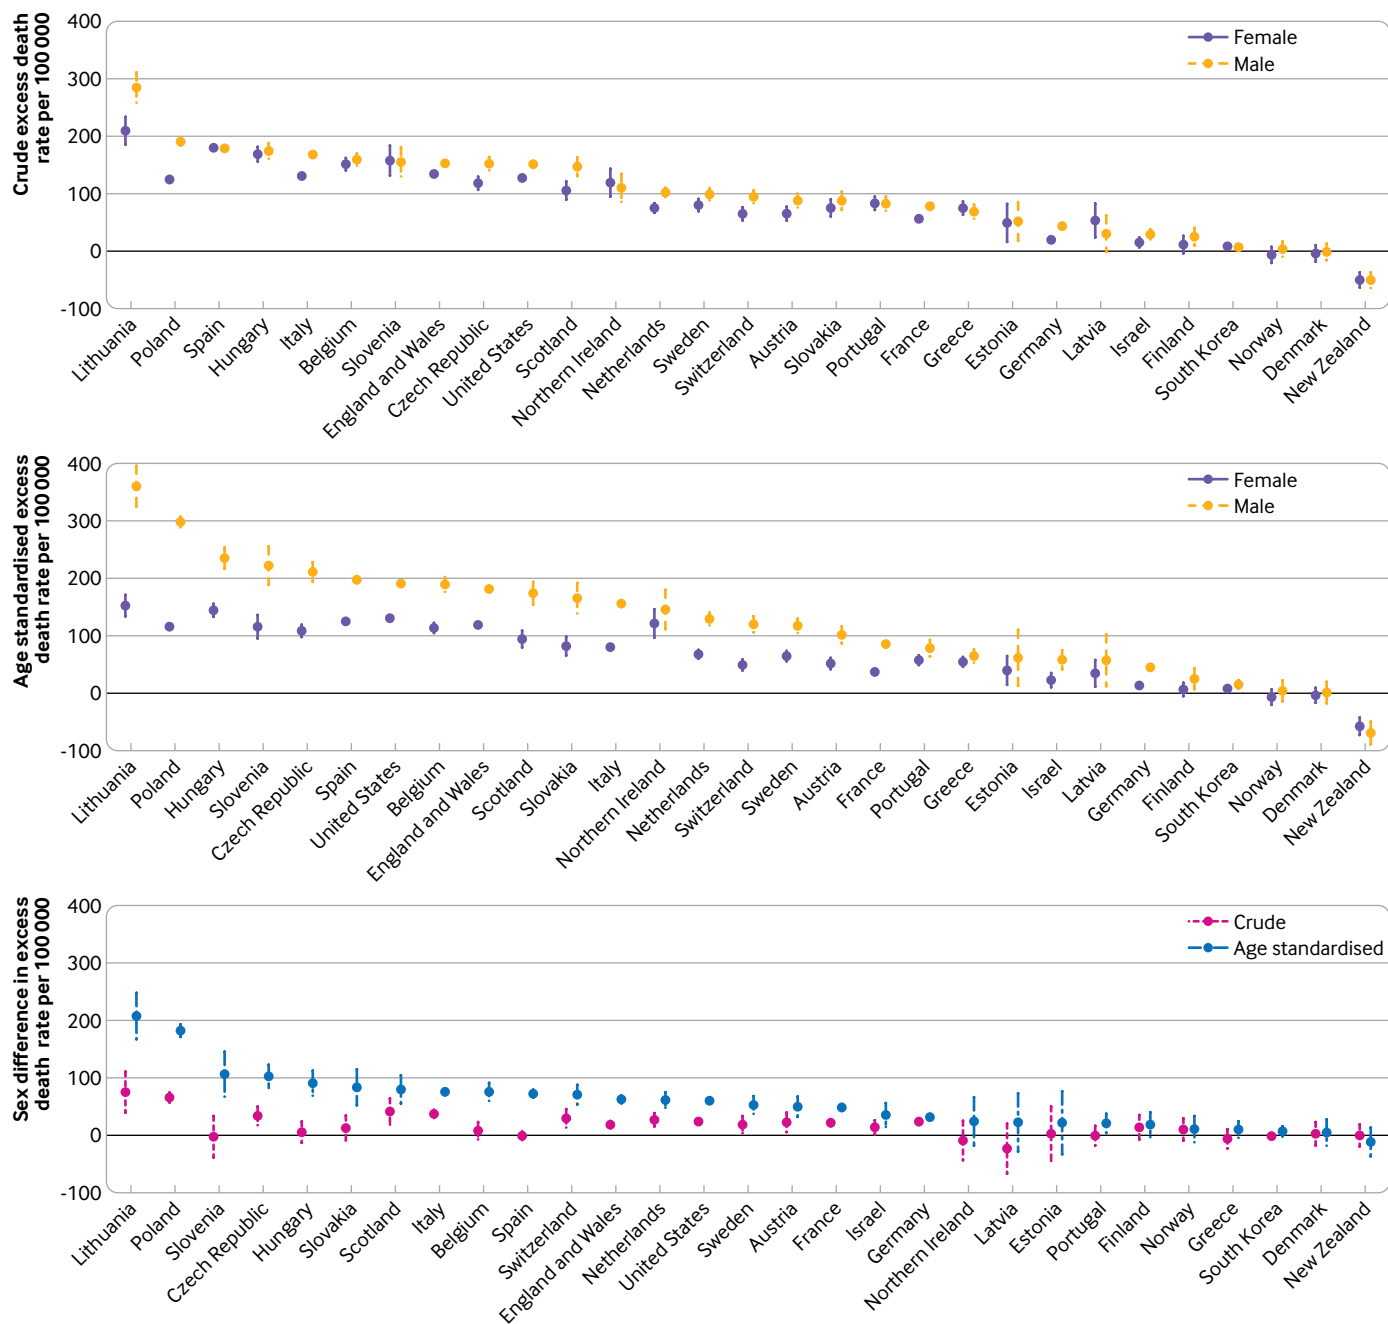 Crude excess death
rate per 100 000
400
300
200
100
0
-100
Female
Male
Lithuania
Poland
Spain
Hungary
Italy
Belgium
Slovenia
England and Wales
Czech Republic
United States
Scotland
Northern Ireland
Netherlands
Sweden
Switzerland
Austria
Slovakia
Portugal
France
Greece
Estonia
Germany
Latvia
Israel
Finland
South Korea
Norway
Denmark
New Zealand
Age standardised excess
death rate per 100 000
400
300
200
100
0
-100
Female
Male
Lithuania
Poland
Hungary
Slovenia
Czech Republic
Spain
United States
Belgium
England and Wales
Scotland
Slovakia
Italy
Northern Ireland
Netherlands
Switzerland
Sweden
Austria
France
Portugal
Greece
Estonia
Israel
Latvia
Germany
Finland
South Korea
Norway
Denmark
New Zealand
Sex difference in excess
death rate per 100 000
400
300
200
100
0
-100
Crude
Age standardised
Lithuania
Poland
Slovenia
Czech Republic
Hungary
Slovakia
Scotland
Italy
Belgium
Spain
Switzerland
England and Wales
Netherlands
United States
Sweden
Austria
France
Israel
Germany
Northern Ireland
Latvia
Estonia
Portugal
Finland
Norway
Greece
South Korea
Denmark
New Zealand